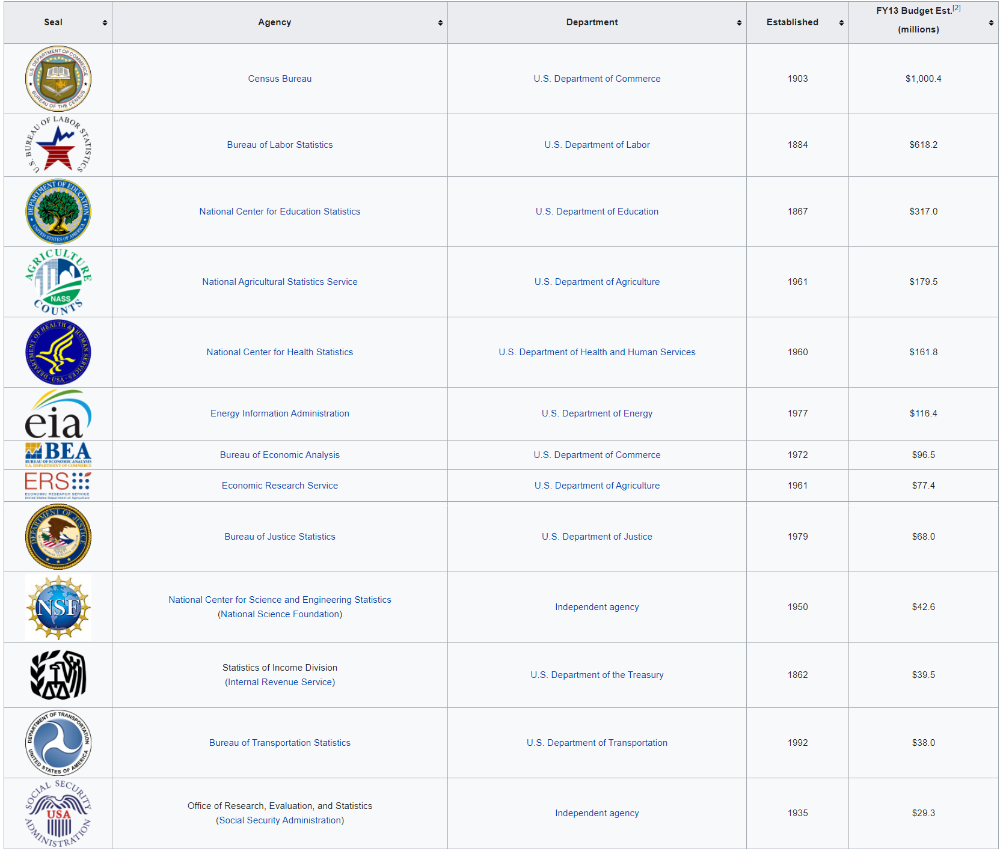 Seal Agency Department Established FY13 Budget Est.[2]
(millions)
U.S. DEPARTMENT OF COMMERCE
BUREAU OF THE CENSUS
Census Bureau U.S. Department of Commerce 1903 $1,000.4
U.S. BUREAU OF LABOR STATISTICS
Bureau of Labor Statistics U.S. Department of Labor 1884 $618.2
DEPARTMENT OF EDUCATION
UNITED STATES OF AMERICA
National Center for Education Statistics U.S. Department of Education 1867 $317.0
AGRICULTURE
NASS
COUNTS
National Agricultural Statistics Service U.S. Department of Agriculture 1961 $179.5
DEPARTMENT OF HEALTH & HUMAN SERVICES · USA
National Center for Health Statistics U.S. Department of Health and Human Services 1960 $161.8
eia
Energy Information Administration U.S. Department of Energy 1977 $116.4
BEA
BUREAU OF ECONOMIC ANALYSIS
U.S. DEPARTMENT OF COMMERCE
Bureau of Economic Analysis U.S. Department of Commerce 1972 $96.5
ERS
ECONOMIC RESEARCH SERVICE
United States Department of Agriculture
Economic Research Service U.S. Department of Agriculture 1961 $77.4
DEPARTMENT OF JUSTICE
Bureau of Justice Statistics U.S. Department of Justice 1979 $68.0
NSF
National Center for Science and Engineering Statistics
(National Science Foundation) Independent agency 1950 $42.6
Statistics of Income Division
(Internal Revenue Service) U.S. Department of the Treasury 1862 $39.5
DEPARTMENT OF TRANSPORTATION
UNITED STATES OF AMERICA
Bureau of Transportation Statistics U.S. Department of Transportation 1992 $38.0
SOCIAL SECURITY
USA
ADMINISTRATION
Office of Research, Evaluation, and Statistics
(Social Security Administration) Independent agency 1935 $29.3